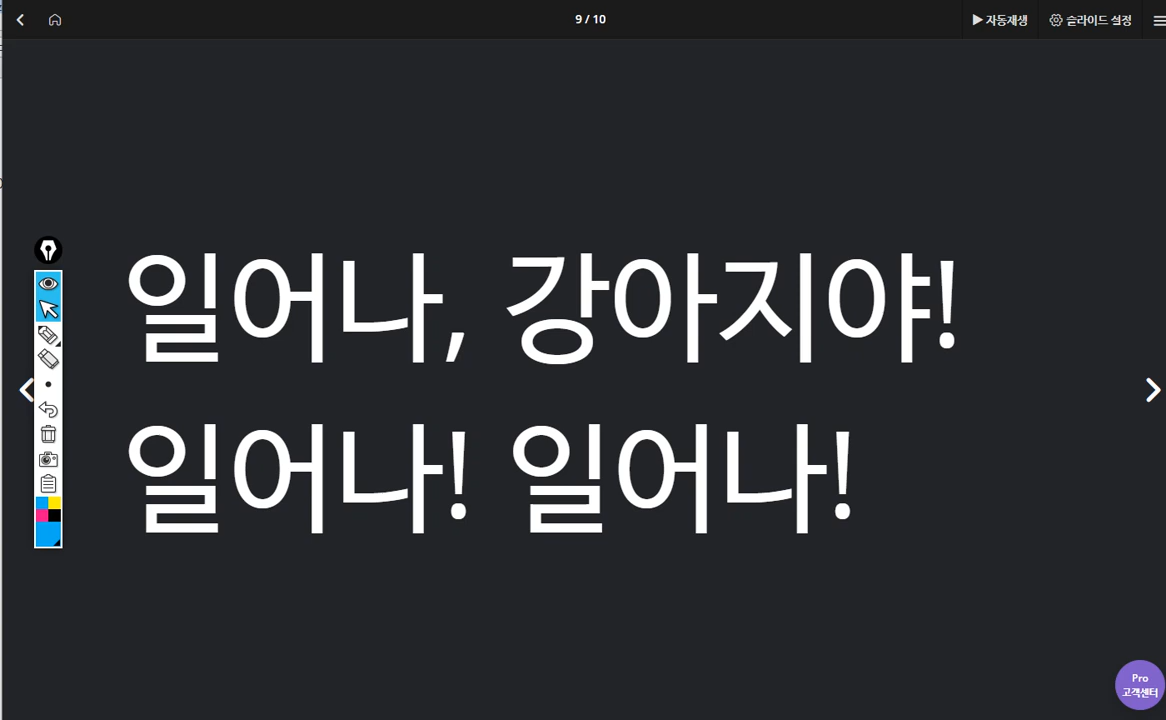 9 / 10
▶ 자동재생
슬라이드 설정
일어나, 강아지야!
일어나! 일어나!
Pro
고객센터